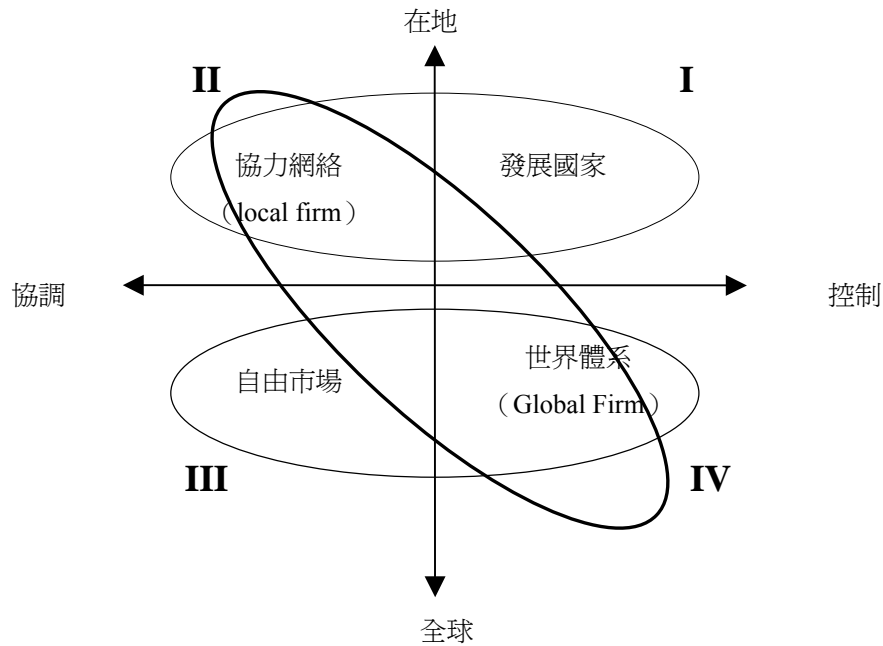 在地
II
I
協力網絡
發展國家
（local firm）
協調
控制
世界體系
自由市場
（Global Firm）
III
IV
全球